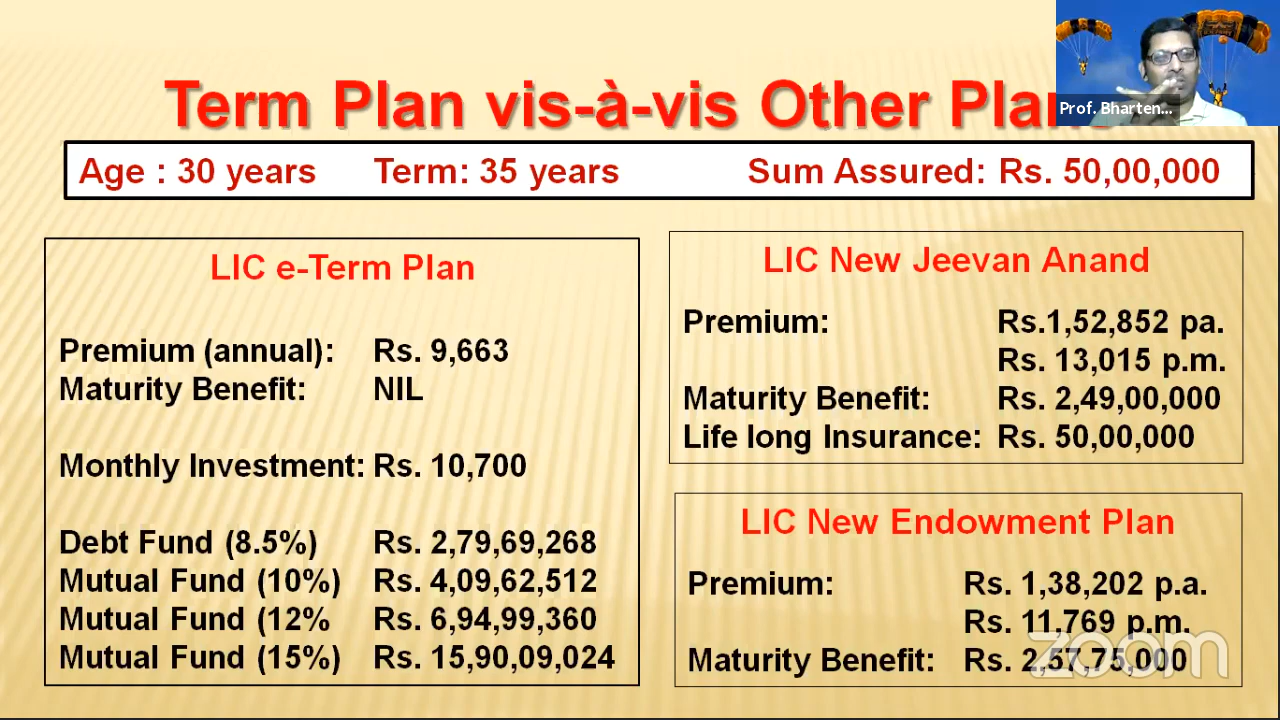 Term Plan vis-à-vis Other Plans
Prof. Bharten...
Age : 30 years Term: 35 years Sum Assured: Rs. 50,00,000
LIC e-Term Plan
Premium (annual): Rs. 9,663
Maturity Benefit: NIL
Monthly Investment: Rs. 10,700
Debt Fund (8.5%) Rs. 2,79,69,268
Mutual Fund (10%) Rs. 4,09,62,512
Mutual Fund (12% Rs. 6,94,99,360
Mutual Fund (15%) Rs. 15,90,09,024
LIC New Jeevan Anand
Premium: Rs.1,52,852 pa.
Rs. 13,015 p.m.
Maturity Benefit: Rs. 2,49,00,000
Life long Insurance: Rs. 50,00,000
LIC New Endowment Plan
Premium: Rs. 1,38,202 p.a.
Rs. 11,769 p.m.
Maturity Benefit: Rs. 2,57,75,000
zoom